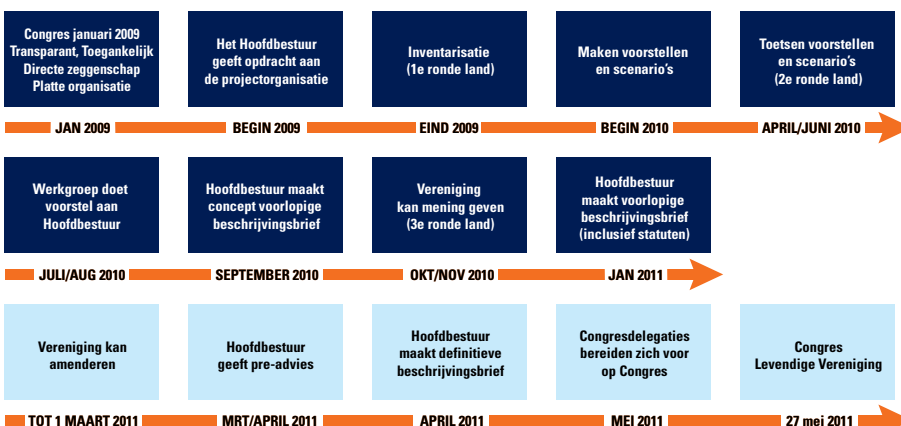 Congres januari 2009
Transparant, Toegankelijk
Directe zeggenschap
Platte organisatie
Het Hoofdbestuur
geeft opdracht aan
de projectorganisatie
Inventarisatie
(1e ronde land)
Maken voorstellen
en scenario's
Toetsen voorstellen
en scenario's
(2e ronde land)
JAN 2009
BEGIN 2009
EIND 2009
BEGIN 2010
APRIL/JUNI 2010
Werkgroep doet
voorstel aan
Hoofdbestuur
Hoofdbestuur maakt
concept voorlopige
beschrijvingsbrief
Vereniging
kan mening geven
(3e ronde land)
Hoofdbestuur
maakt voorlopige
beschrijvingsbrief
(inclusief statuten)
JULI/AUG 2010
SEPTEMBER 2010
OKT/NOV 2010
JAN 2011
Vereniging kan
amenderen
Hoofdbestuur
geeft pre-advies
Hoofdbestuur
maakt definitieve
beschrijvingsbrief
Congresdelegaties
bereiden zich voor
op Congres
Congres
Levendige Vereniging
TOT 1 MAART 2011
MRT/APRIL 2011
APRIL 2011
MEI 2011
27 mei 2011